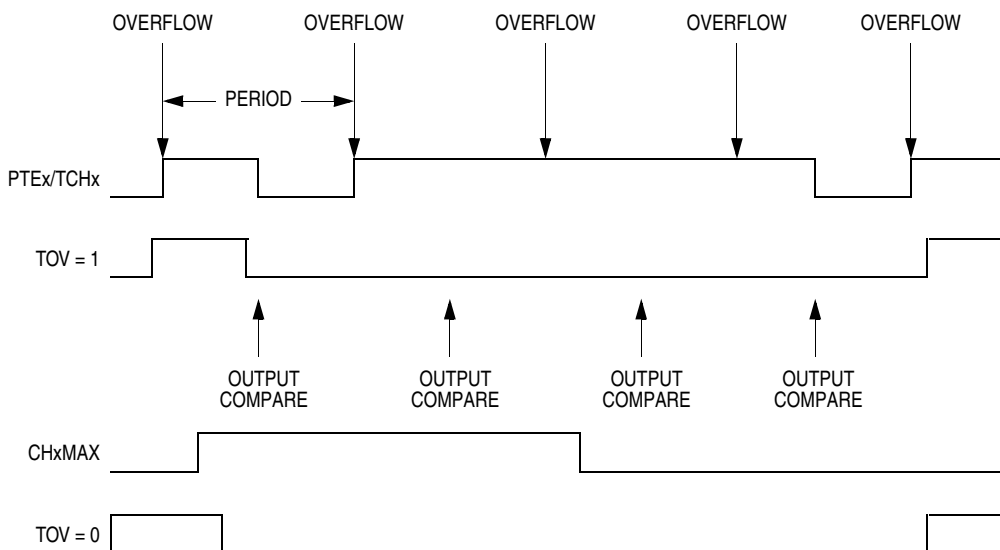 OVERFLOW OVERFLOW OVERFLOW OVERFLOW OVERFLOW
PERIOD
PTEx/TCHx
TOV = 1
OUTPUT COMPARE
OUTPUT COMPARE
OUTPUT COMPARE
OUTPUT COMPARE
CHxMAX
TOV = 0